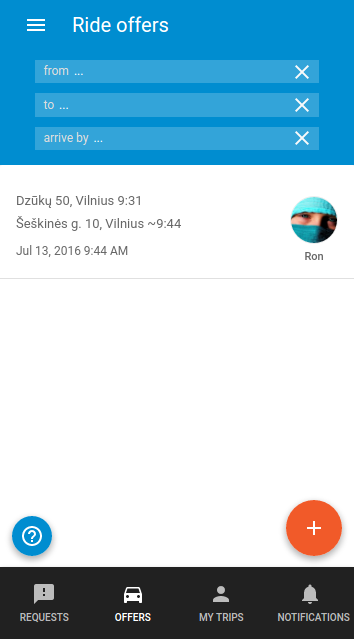 Ride offers
from ...
to ...
arrive by ...
Dzūkų 50, Vilnius 9:31
Šeškinės g. 10, Vilnius ~9:44
Jul 13, 2016 9:44 AM
Ron
REQUESTS
OFFERS
MY TRIPS
NOTIFICATIONS